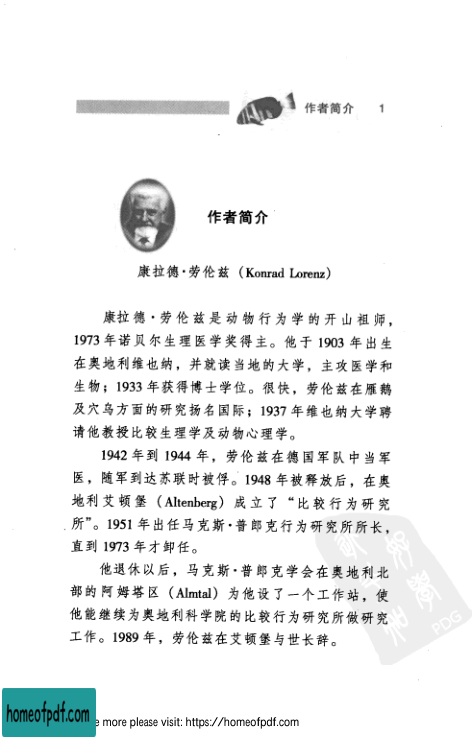 作者简介 1
作者简介
康拉德·劳伦兹（Konrad Lorenz）
康拉德·劳伦兹是动物行为学的开山祖师，
1973年诺贝尔生理医学奖得主。他于1903年出生
在奥地利维也纳，并就读当地的大学，主攻医学和
生物；1933年获得博士学位。很快，劳伦兹在雁鹅
及穴鸟方面的研究扬名国际；1937年维也纳大学聘
请他教授比较生理学及动物心理学。
1942年到1944年，劳伦兹在德国军队中当军
医，随军到达苏联时被俘。1948年被释放后，在奥
地利艾顿堡（Altenberg）成立了“比较行为研究
所”。1951年出任马克斯·普郎克行为研究所所长，
直到1973年才卸任。
他退休以后，马克斯·普郎克学会在奥地利北
部的阿姆塔区（Almtal）为他设了一个工作站，使
他能继续为奥地利科学院的比较行为研究所做研究
工作。1989年，劳伦兹在艾顿堡与世长辞。
PDG
homeofpdf.com
e more please visit: https://homeofpdf.com